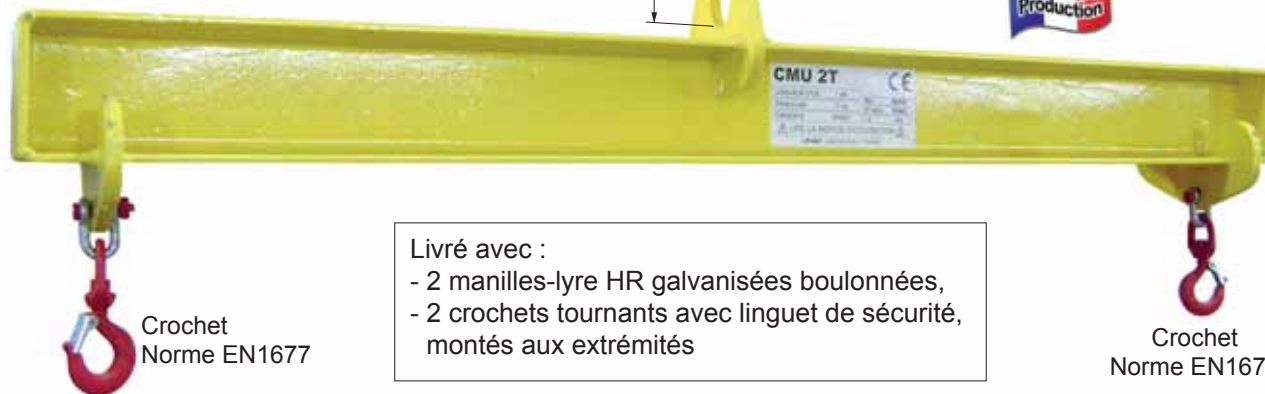 Production
CMU 2T CE
Livré avec :
- 2 manilles-lyre HR galvanisées boulonnées,
- 2 crochets tournants avec linguet de sécurité,
montés aux extrémités
Crochet
Norme EN1677
Crochet
Norme EN167